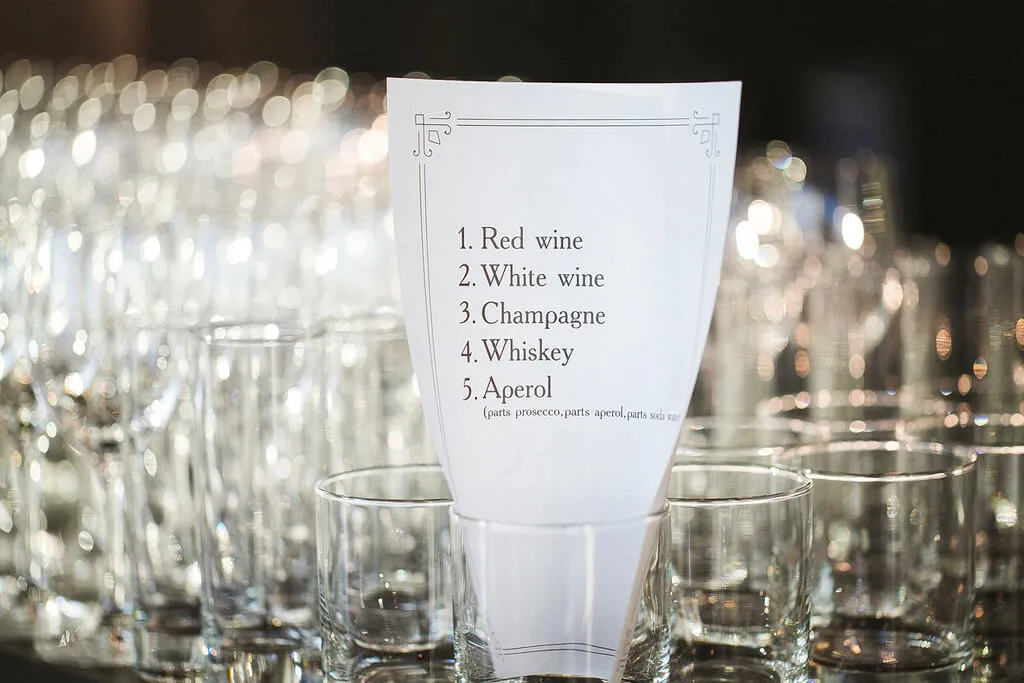 1. Red wine
2. White wine
3. Champagne
4. Whiskey
5. Aperol
(parts prosecco, parts aperol, parts soda water